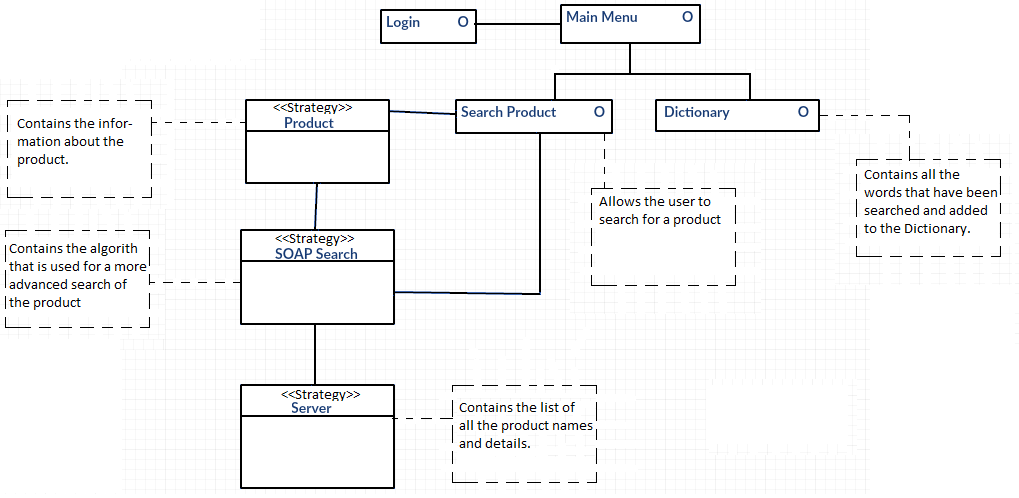 Login O
Main Menu O
<<Strategy>>
Product
Search Product O
Dictionary O
Contains the infor-
mation about the
product.
Contains all the
words that have been
searched and added
to the Dictionary.
Allows the user to
search for a product
<<Strategy>>
SOAP Search
Contains the algorith
that is used for a more
advanced search of
the product
<<Strategy>>
Server
Contains the list of
all the product names
and details.